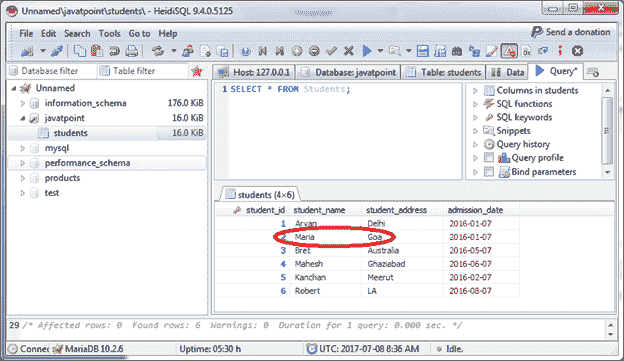 Unnamed\javatpoint\students\ - HeidiSQL 9.4.0.5125
File Edit Search Tools Go to Help
Send a donation
Database filter Table filter
Host: 127.0.0.1 Database: javatpoint Table: students Data Query*
Unnamed
information_schema 176.0 KiB
javatpoint 16.0 KiB
students 16.0 KiB
mysql
performance_schema
products
test
1 SELECT * FROM Students;
Columns in students
SQL functions
SQL keywords
Snippets
Query history
Query profile
Bind parameters
students (4×6)
student_id student_name student_address admission_date
1 Aryan Delhi 2016-01-07
2 Mana Goa 2016-01-07
3 Bret Australia 2016-05-07
4 Mahesh Ghaziabad 2016-06-07
5 Kanchan Meerut 2016-02-07
6 Robert LA 2016-08-07
29 /* Affected rows: 0 Found rows: 6 Warnings: 0 Duration for 1 query: 0.000 sec. */
Connec MariaDB 10.2.6 Uptime: 05:30 h UTC: 2017-07-08 8:36 AM Idle.